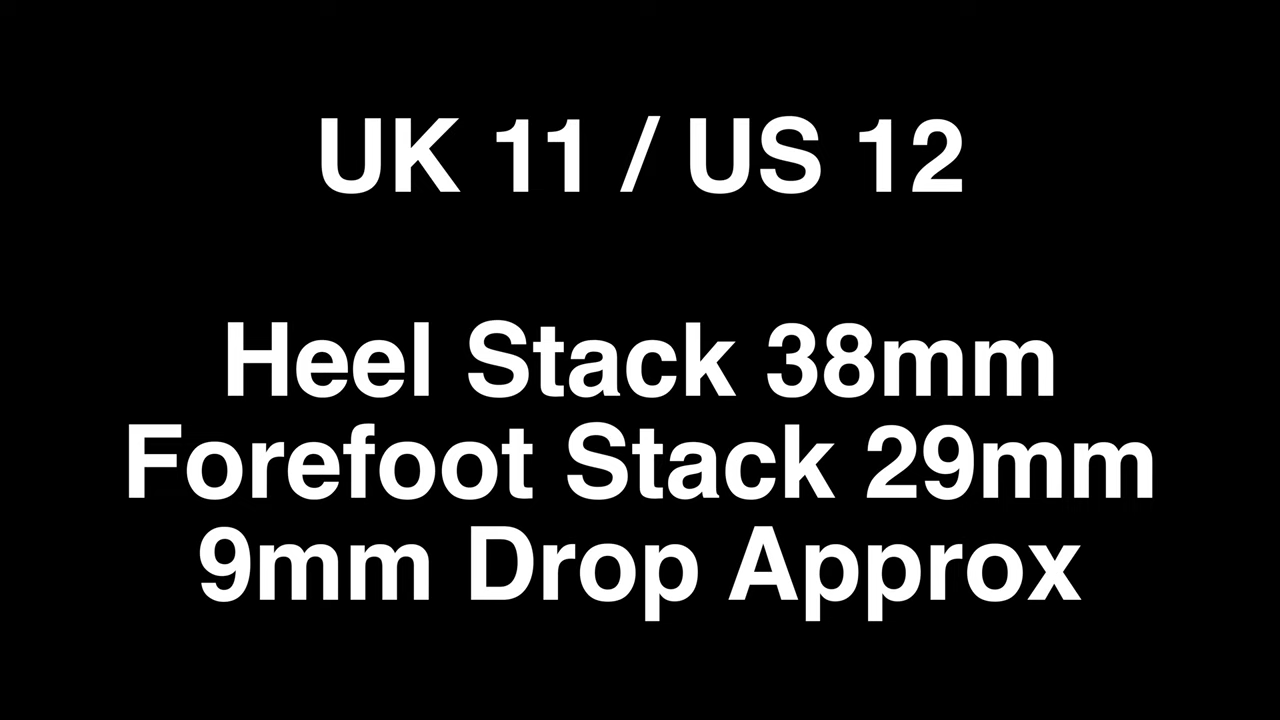 UK 11 / US 12
Heel Stack 38mm
Forefoot Stack 29mm
9mm Drop Approx